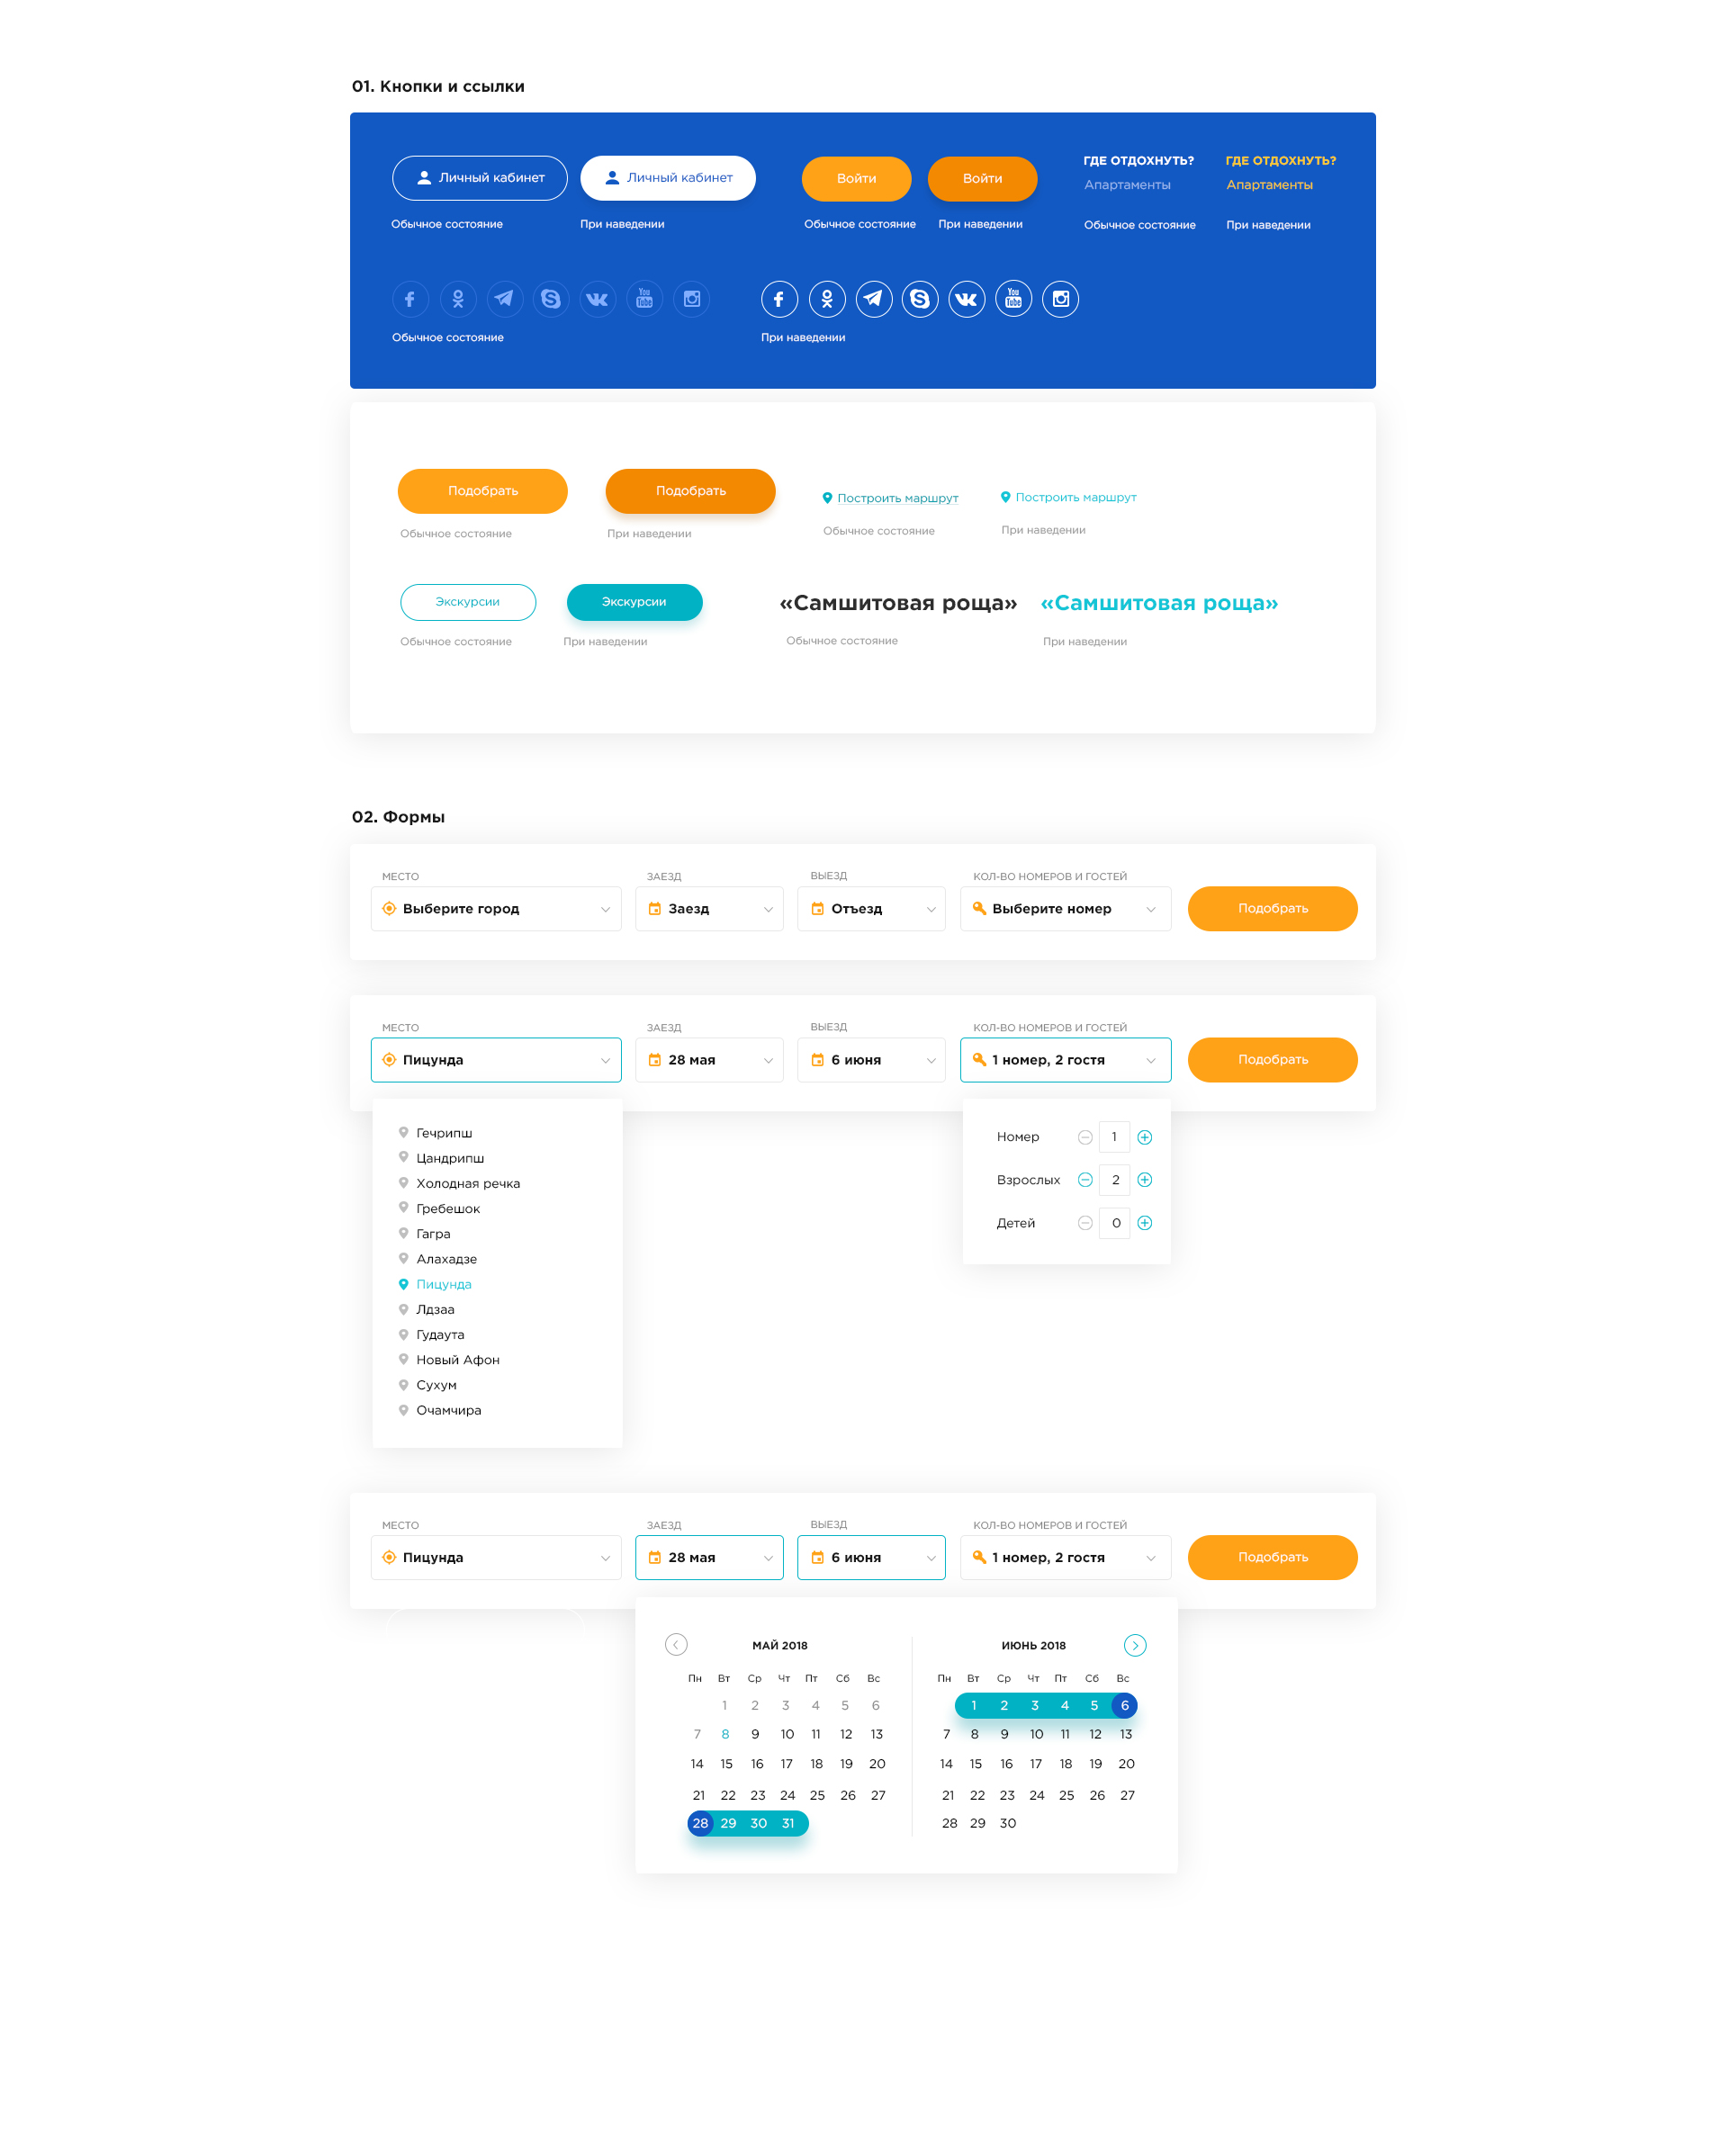 01. Кнопки и ссылки
Личный кабинет Личный кабинет Войти Войти ГДЕ ОТДОХНУТЬ? ГДЕ ОТДОХНУТЬ?
Апартаменты Апартаменты
Обычное состояние При наведении Обычное состояние При наведении Обычное состояние При наведении
You Tube You Tube
Обычное состояние При наведении
Подобрать Подобрать Построить маршрут Построить маршрут
Обычное состояние При наведении Обычное состояние При наведении
Экскурсии Экскурсии «Самшитовая роща» «Самшитовая роща»
Обычное состояние При наведении Обычное состояние При наведении
02. Формы
МЕСТО ЗАЕЗД ВЫЕЗД КОЛ-ВО НОМЕРОВ И ГОСТЕЙ
Выберите город Заезд Отъезд Выберите номер Подобрать
МЕСТО ЗАЕЗД ВЫЕЗД КОЛ-ВО НОМЕРОВ И ГОСТЕЙ
Пицунда 28 мая 6 июня 1 номер, 2 гостя Подобрать
Гечрипш
Цандрипш
Холодная речка
Гребешок
Гагра
Алахадзе
Пицунда
Лдзаа
Гудаута
Новый Афон
Сухум
Очамчира
Номер 1
Взрослых 2
Детей 0
МЕСТО ЗАЕЗД ВЫЕЗД КОЛ-ВО НОМЕРОВ И ГОСТЕЙ
Пицунда 28 мая 6 июня 1 номер, 2 гостя Подобрать
МАЙ 2018
Пн Вт Ср Чт Пт Сб Вс
1 2 3 4 5 6
7 8 9 10 11 12 13
14 15 16 17 18 19 20
21 22 23 24 25 26 27
28 29 30 31
ИЮНЬ 2018
Пн Вт Ср Чт Пт Сб Вс
1 2 3 4 5 6
7 8 9 10 11 12 13
14 15 16 17 18 19 20
21 22 23 24 25 26 27
28 29 30